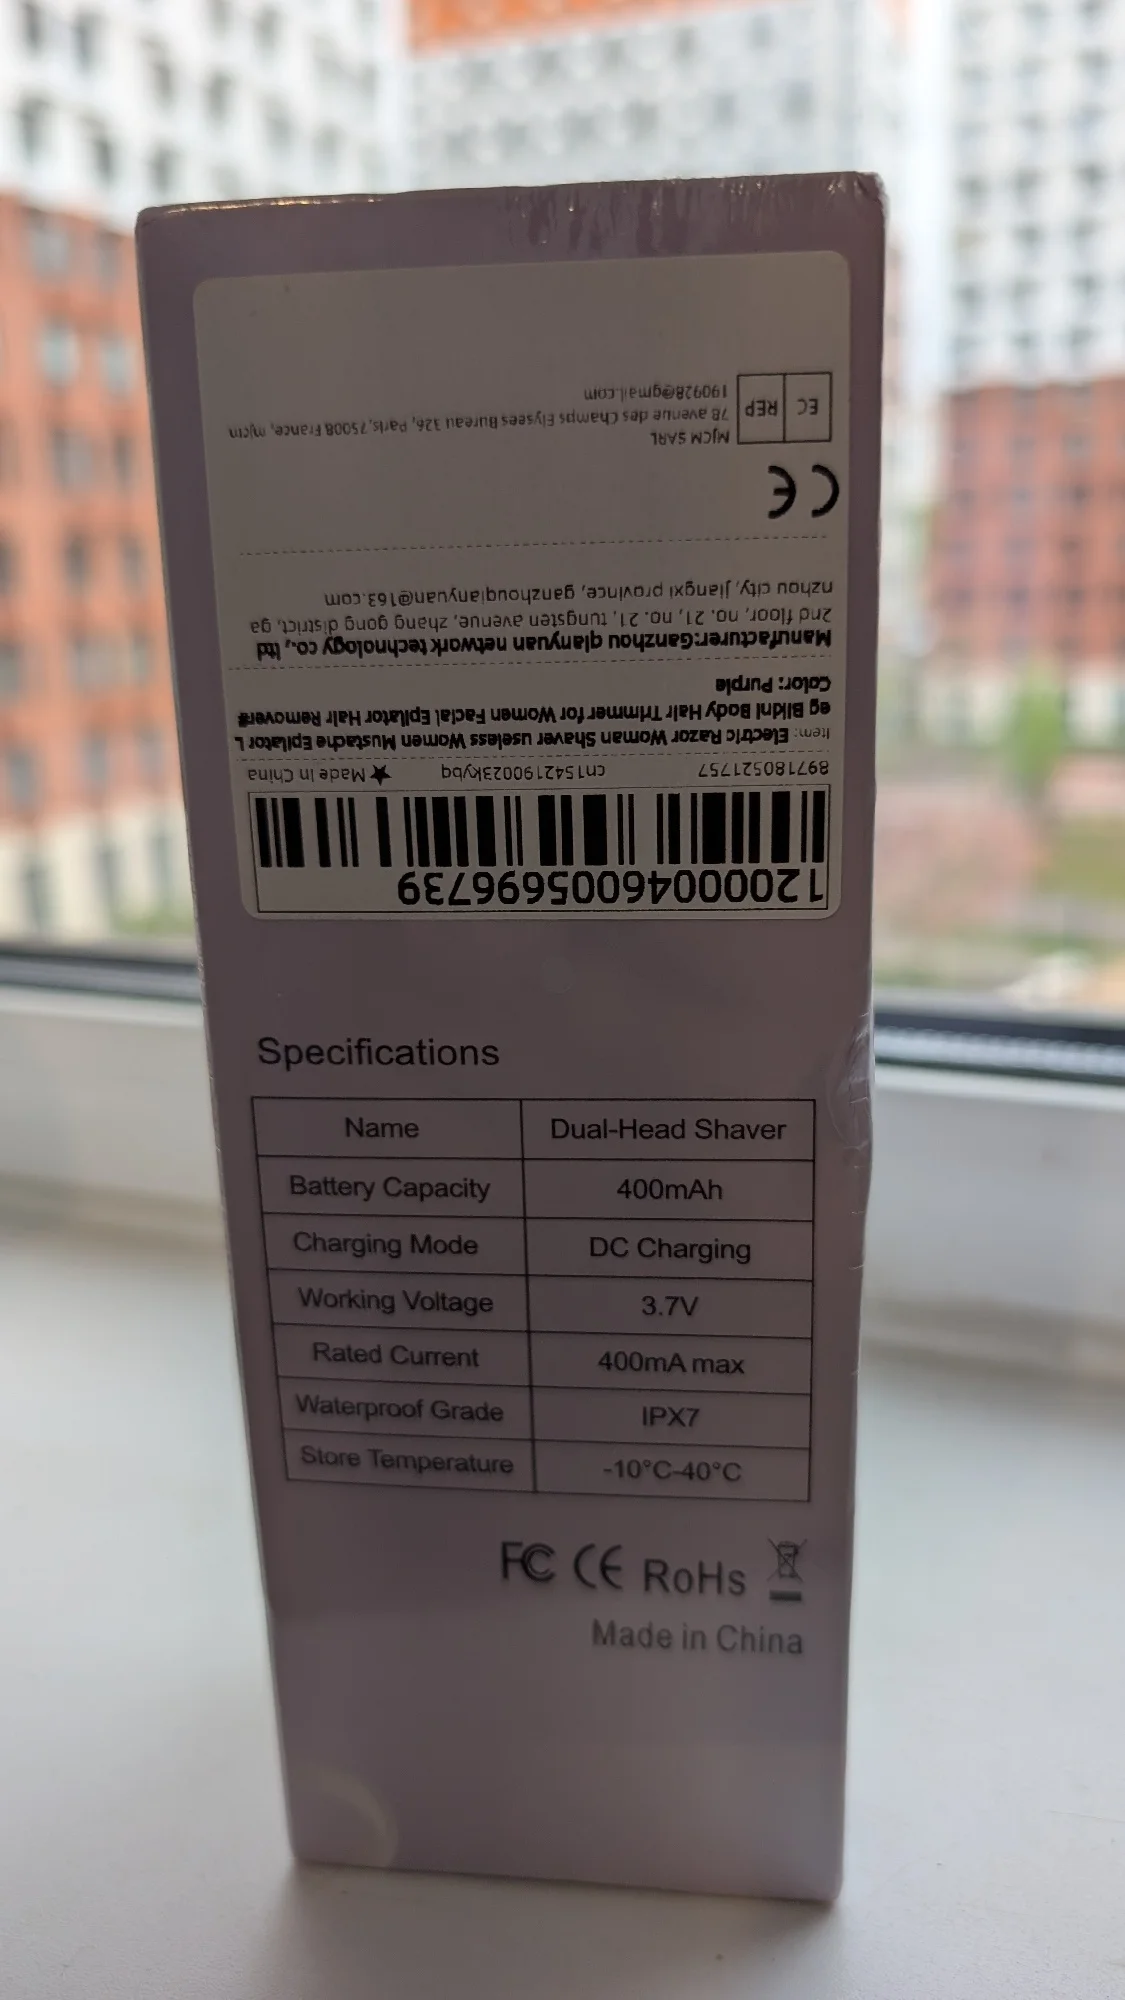 EC REP
MJCM SARL
78 avenue des Champs Elysees Bureau 326, Paris, 75008 France, mjcm
190928@gmail.com
CE
Manufacturer:Ganzhou qianyuan network technology co., ltd
2nd floor, no. 21, no. 21, tungsten avenue, zhang gong district, ga
nzhou city, jiangxi province, ganzhouqianyuan@163.com
Item: Electric Razor Woman Shaver useless Women Mustache Epilator L
eg Bikini Body Hair Trimmer for Women Facial Epilator Hair Remover#
Color: Purple
897180521757 cn1542190023kybq ★ Made In China
12000046005696739
Specifications
Name Dual-Head Shaver
Battery Capacity 400mAh
Charging Mode DC Charging
Working Voltage 3.7V
Rated Current 400mA max
Waterproof Grade IPX7
Store Temperature -10°C-40°C
FC CE RoHs
Made in China